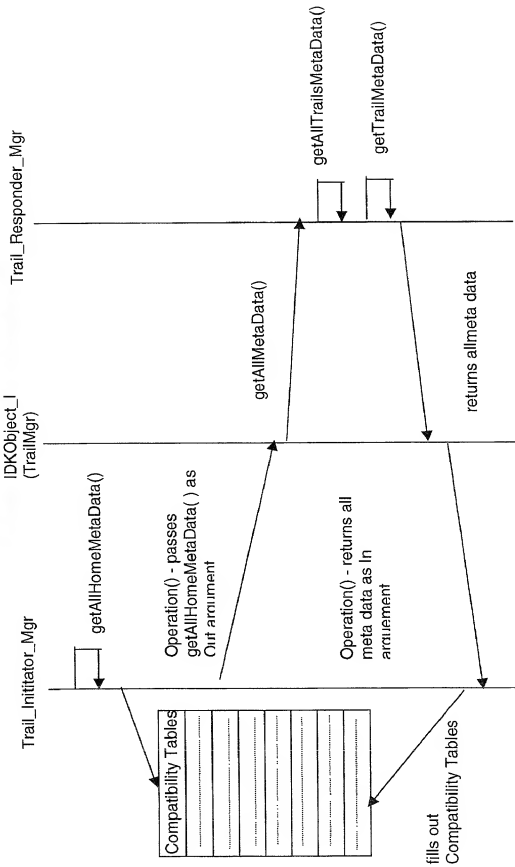 Trail_Inititator_Mgr
IDKObject_I
(TrailMgr)
Trail_Responder_Mgr
getAllHomeMetaData()
Operation() - passes
getAllHomeMetaData( ) as
Out argument
getAllMetaData()
getAllTrailsMetaData()
getTrailMetaData()
Compatibility Tables
Operation() - returns all
meta data as In
arguement
returns allmeta data
fills out
Compatibility Tables